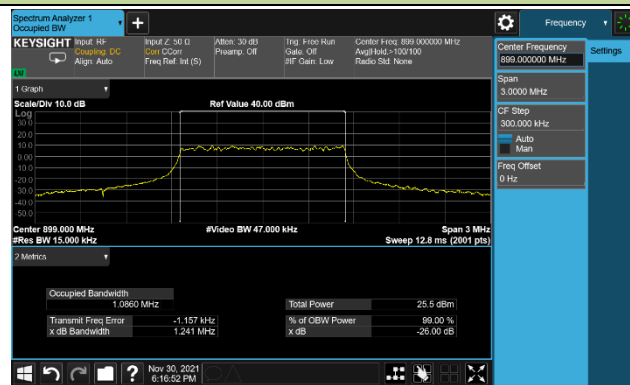 Spectrum Analyzer 1
Occupied BW
+
Frequency
KEYSIGHT
Input: RF
Coupling: DC
Align: Auto
Input Z: 50 Ω
Corr CCorr
Freq Ref: Int (S)
Atten: 30 dB
Preamp: Off
Trig: Free Run
Gate: Off
#IF Gain: Low
Center Freq: 899.000000 MHz
Avg|Hold:>100/100
Radio Std: None
Center Frequency
899.000000 MHz
Settings
Span
3.0000 MHz
CF Step
300.000 kHz
Auto
Man
Freq Offset
0 Hz
1 Graph
Scale/Div 10.0 dB
Ref Value 40.00 dBm
Log
30.0
20.0
10.0
0.00
-10.0
-20.0
-30.0
-40.0
-50.0
Center 899.000 MHz
#Video BW 47.000 kHz
Span 3 MHz
#Res BW 15.000 kHz
Sweep 12.8 ms (2001 pts)
2 Metrics
Occupied Bandwidth
1.0860 MHz
Total Power
25.5 dBm
Transmit Freq Error
-1.157 kHz
% of OBW Power
99.00 %
x dB Bandwidth
1.241 MHz
x dB
-26.00 dB
?
Nov 30, 2021
6:16:52 PM